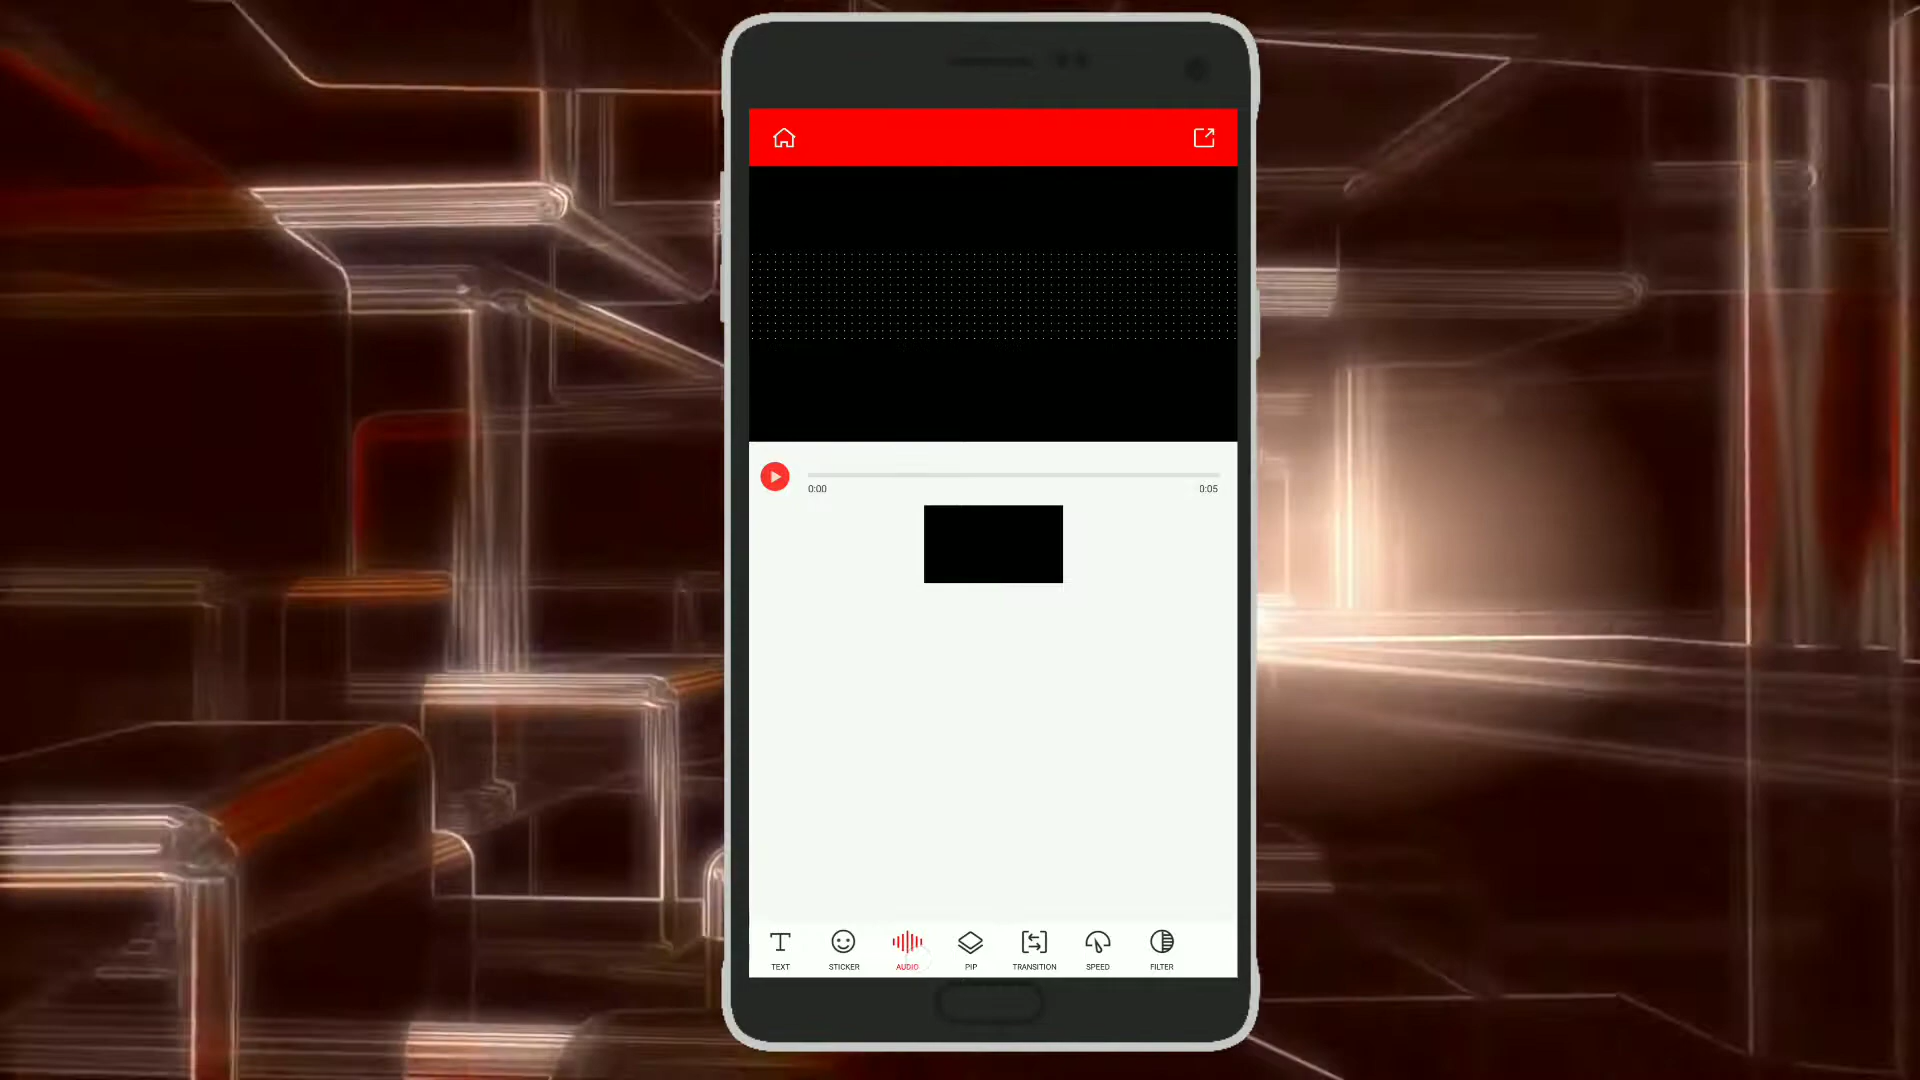 0:00 0:05
TEXT STICKER AUDIO PIP TRANSITION SPEED FILTER